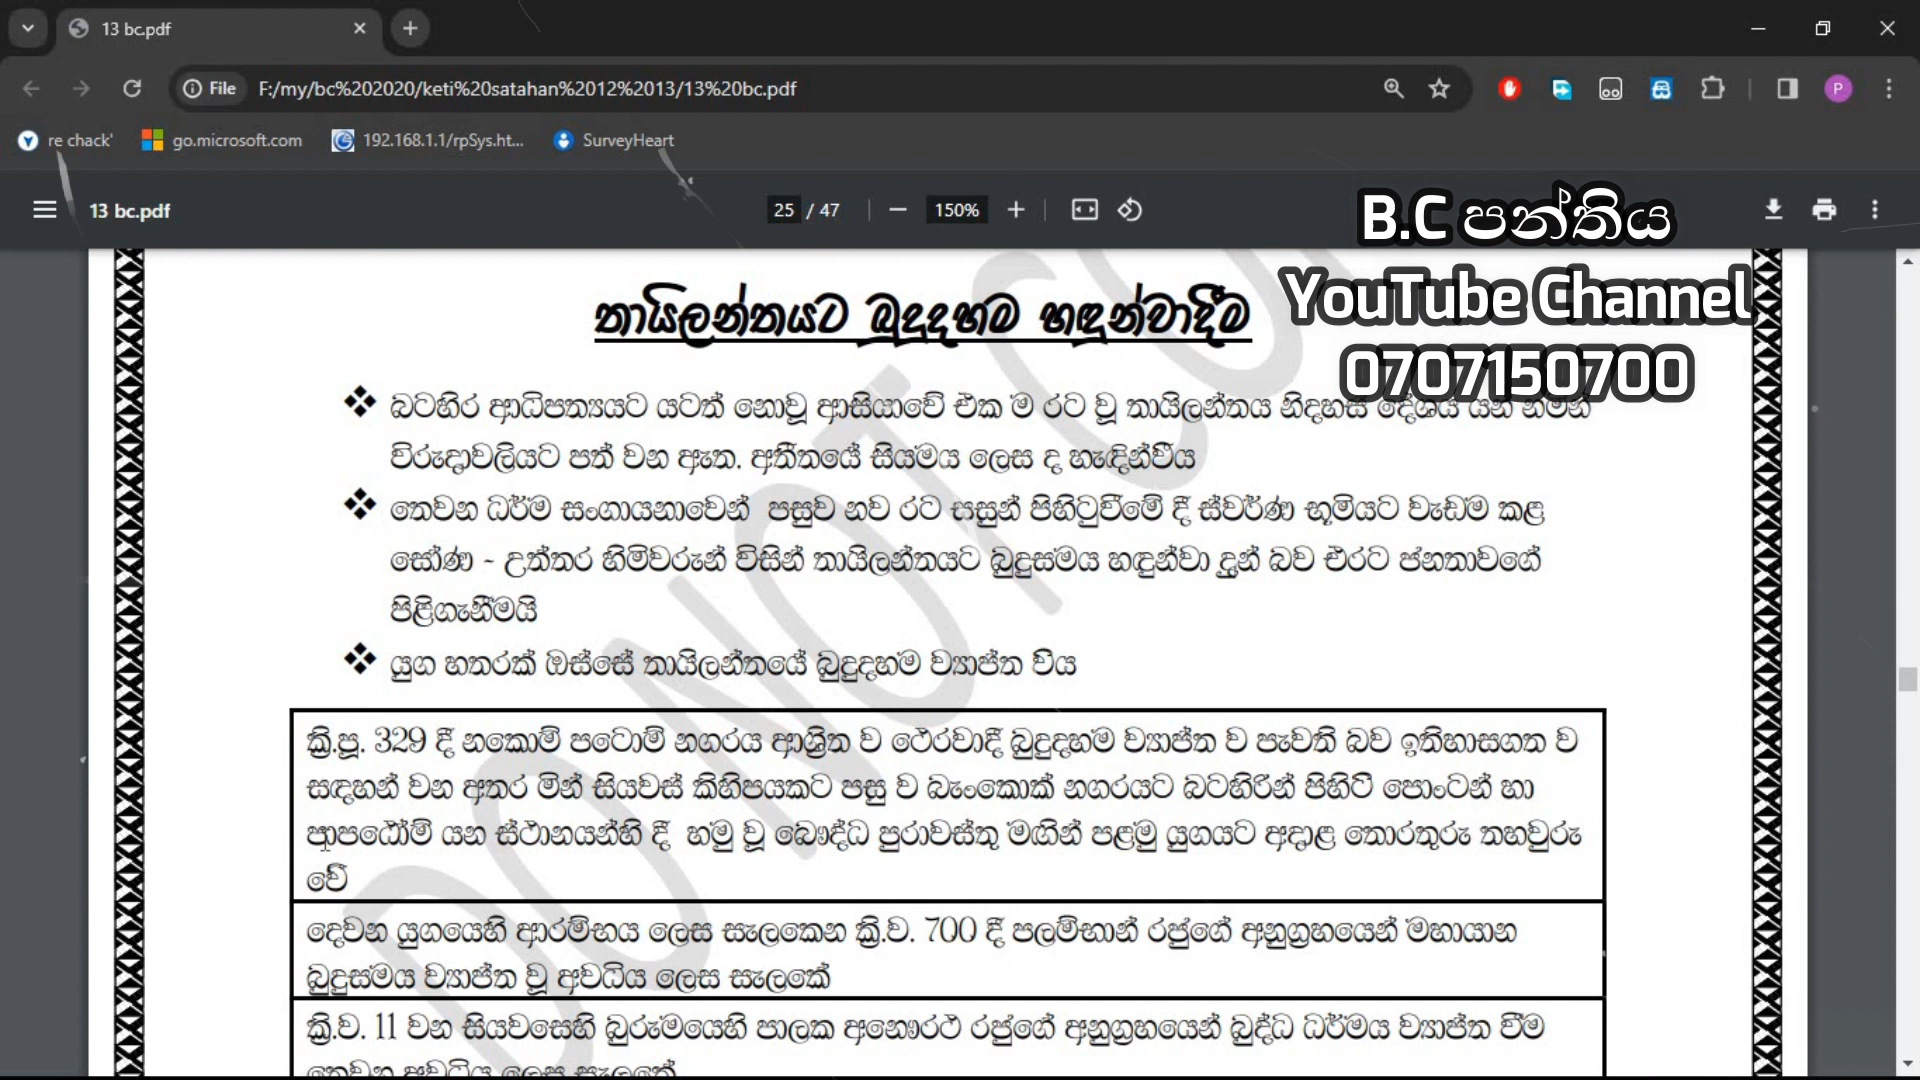 13 bc.pdf
File F:/my/bc%202020/keti%20satahan%2012%2013/13%20bc.pdf
re chack' go.microsoft.com 192.168.1.1/rpSys.ht... SurveyHeart
13 bc.pdf 25 / 47 150%
B.C පන්තිය
YouTube Channel
0707150700
තායිලන්තයට බුදුදහම හඳුන්වාදීම
බටහිර ආධිපත්‍යයට යටත් නොවූ ආසියාවේ එක ම රට වූ තායිලන්තය නිදහස් දේශය යන නමින්
විරුදාවලියට පත් වන ඇත. අතීතයේ සියමය ලෙස ද හැඳින්වීය
තෙවන ධර්ම සංගායනාවෙන් පසුව නව රට සසුන් පිහිටුවීමේ දී ස්වර්ණ භූමියට වැඩම කළ
සෝණ - උත්තර හිමිවරුන් විසින් තායිලන්තයට බුදුසමය හඳුන්වා දුන් බව එරට ජනතාවගේ
පිළිගැනීමයි
යුග හතරක් ඔස්සේ තායිලන්තයේ බුදුදහම ව්‍යාප්ත විය
ක්‍රි.පූ. 329 දී නකොම් පටොම් නගරය ආශ්‍රිත ව ථෙරවාදී බුදුදහම ව්‍යාප්ත ව පැවති බව ඉතිහාසගත ව
සඳහන් වන අතර මින් සියවස් කිහිපයකට පසු ව බැංකොක් නගරයට බටහිරින් පිහිටි පොංටන් හා
ප්‍රාපඨෝම් යන ස්ථානයන්හි දී හමු වූ බෞද්ධ පුරාවස්තු මඟින් පළමු යුගයට අදාළ තොරතුරු තහවුරු
වේ
දෙවන යුගයෙහි ආරම්භය ලෙස සැලකෙන ක්‍රි.ව. 700 දී පලම්භාන් රජුගේ අනුග්‍රහයෙන් මහායාන
බුදුසමය ව්‍යාප්ත වූ අවධිය ලෙස සැලකේ
ක්‍රි.ව. 11 වන සියවසෙහි බුරුමයෙහි පාලක අනෞරථ රජුගේ අනුග්‍රහයෙන් බුද්ධ ධර්මය ව්‍යාප්ත වීම
තෙවන අවධිය ලෙස සැලකේ